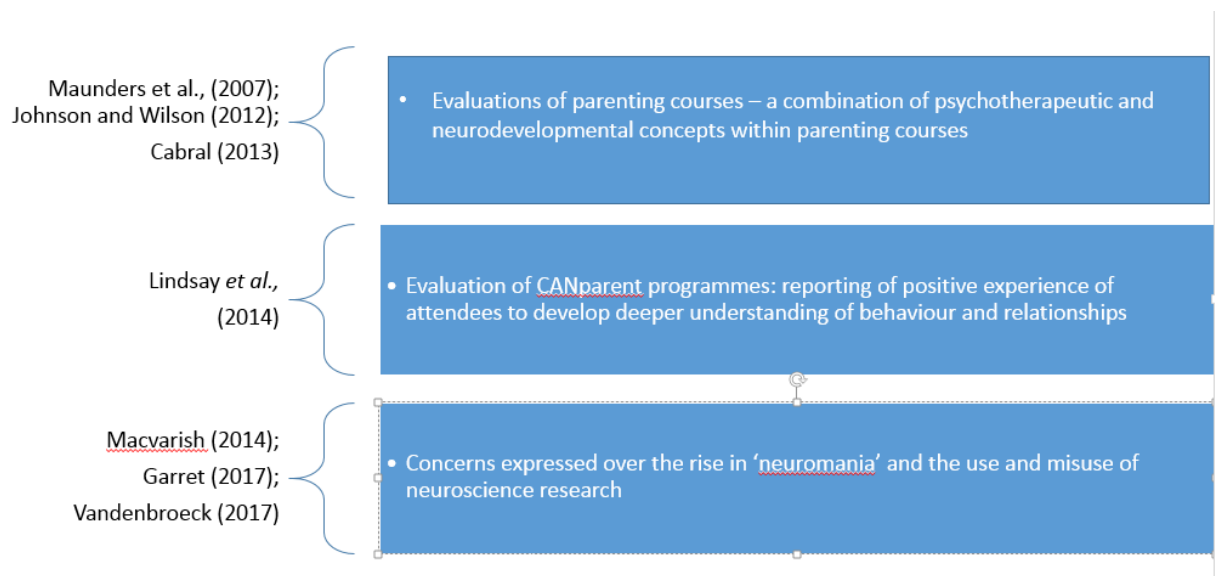 Maunders et al., (2007);
Johnson and Wilson (2012);
Cabral (2013)
• Evaluations of parenting courses – a combination of psychotherapeutic and
neurodevelopmental concepts within parenting courses
Lindsay et al.,
(2014)
• Evaluation of CANparent programmes: reporting of positive experience of
attendees to develop deeper understanding of behaviour and relationships
Macvarish (2014);
Garret (2017);
Vandenbroeck (2017)
• Concerns expressed over the rise in ‘neuromania’ and the use and misuse of
neuroscience research